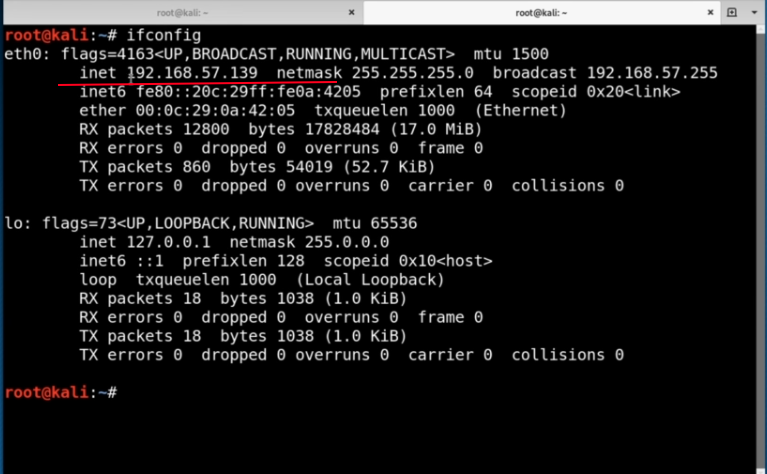 root@kali: ~ × root@kali: ~ ×
root@kali:~# ifconfig
eth0: flags=4163<UP,BROADCAST,RUNNING,MULTICAST>  mtu 1500
        inet 192.168.57.139  netmask 255.255.255.0  broadcast 192.168.57.255
        inet6 fe80::20c:29ff:fe0a:4205  prefixlen 64  scopeid 0x20<link>
        ether 00:0c:29:0a:42:05  txqueuelen 1000  (Ethernet)
        RX packets 12800  bytes 17828484 (17.0 MiB)
        RX errors 0  dropped 0  overruns 0  frame 0
        TX packets 860  bytes 54019 (52.7 KiB)
        TX errors 0  dropped 0 overruns 0  carrier 0  collisions 0
lo: flags=73<UP,LOOPBACK,RUNNING>  mtu 65536
        inet 127.0.0.1  netmask 255.0.0.0
        inet6 ::1  prefixlen 128  scopeid 0x10<host>
        loop  txqueuelen 1000  (Local Loopback)
        RX packets 18  bytes 1038 (1.0 KiB)
        RX errors 0  dropped 0  overruns 0  frame 0
        TX packets 18  bytes 1038 (1.0 KiB)
        TX errors 0  dropped 0 overruns 0  carrier 0  collisions 0
root@kali:~#